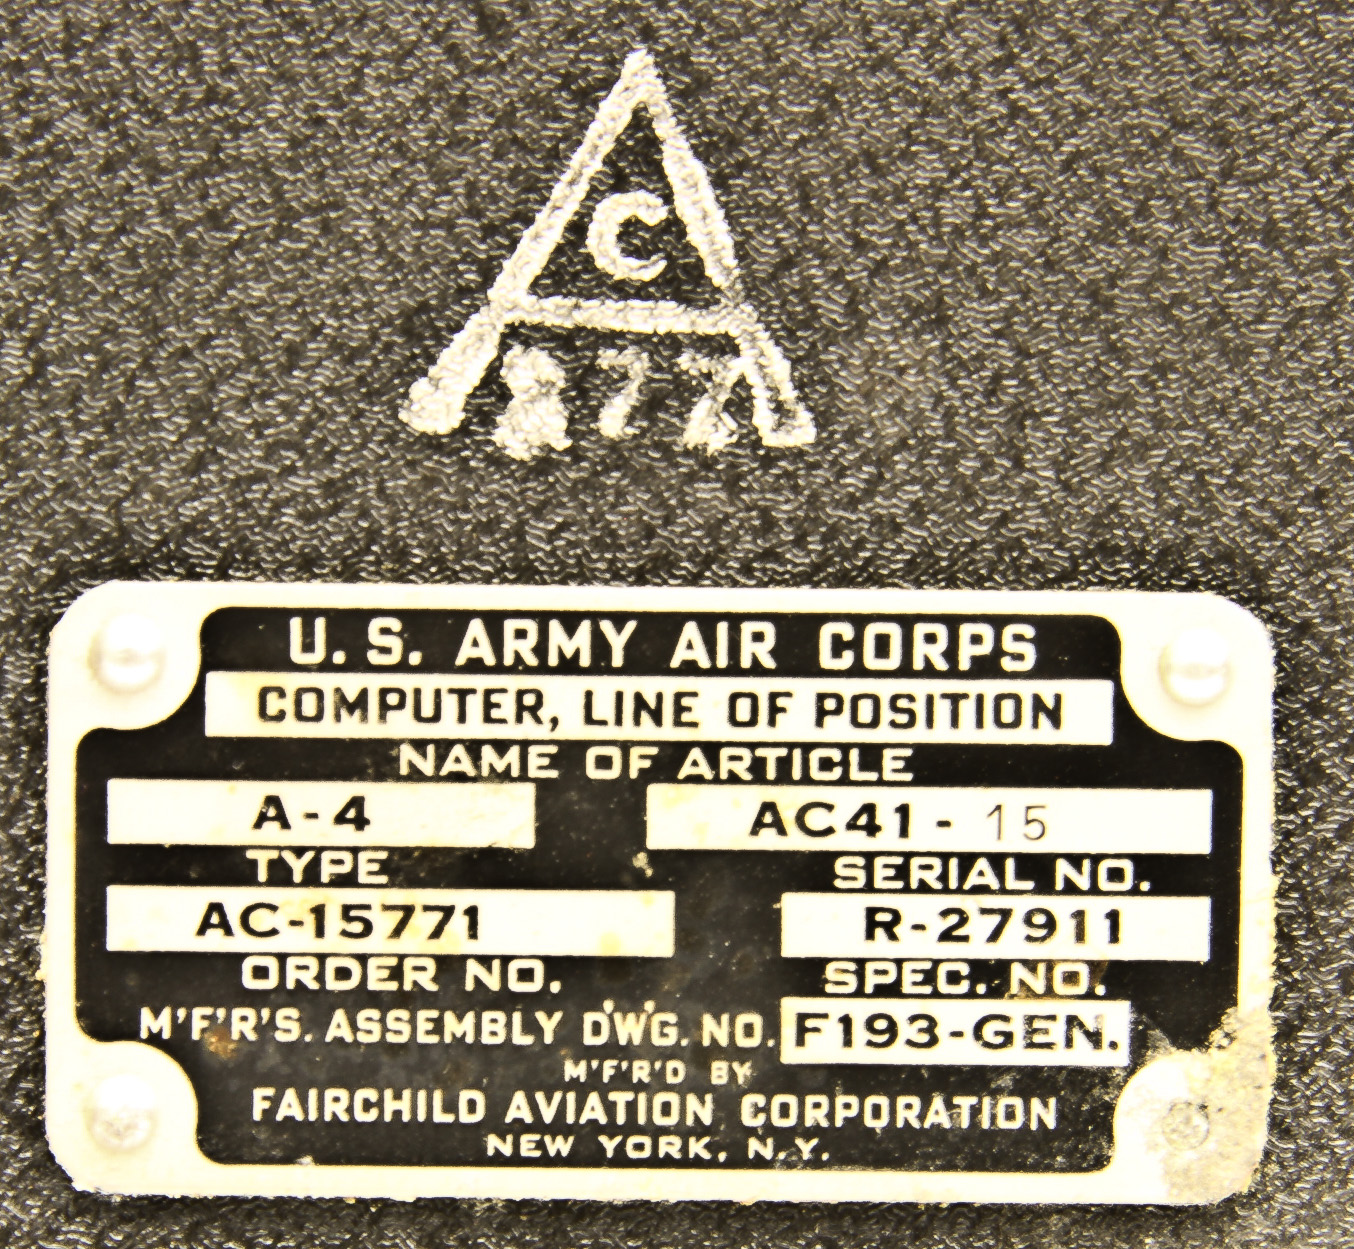 A
C
277
U. S. ARMY AIR CORPS
COMPUTER, LINE OF POSITION
NAME OF ARTICLE
A-4 AC41-15
TYPE SERIAL NO.
AC-15771 R-27911
ORDER NO. SPEC. NO.
M'F'R'S. ASSEMBLY D'W'G. NO. F193-GEN.
M'F'R'D BY
FAIRCHILD AVIATION CORPORATION
NEW YORK, N.Y.